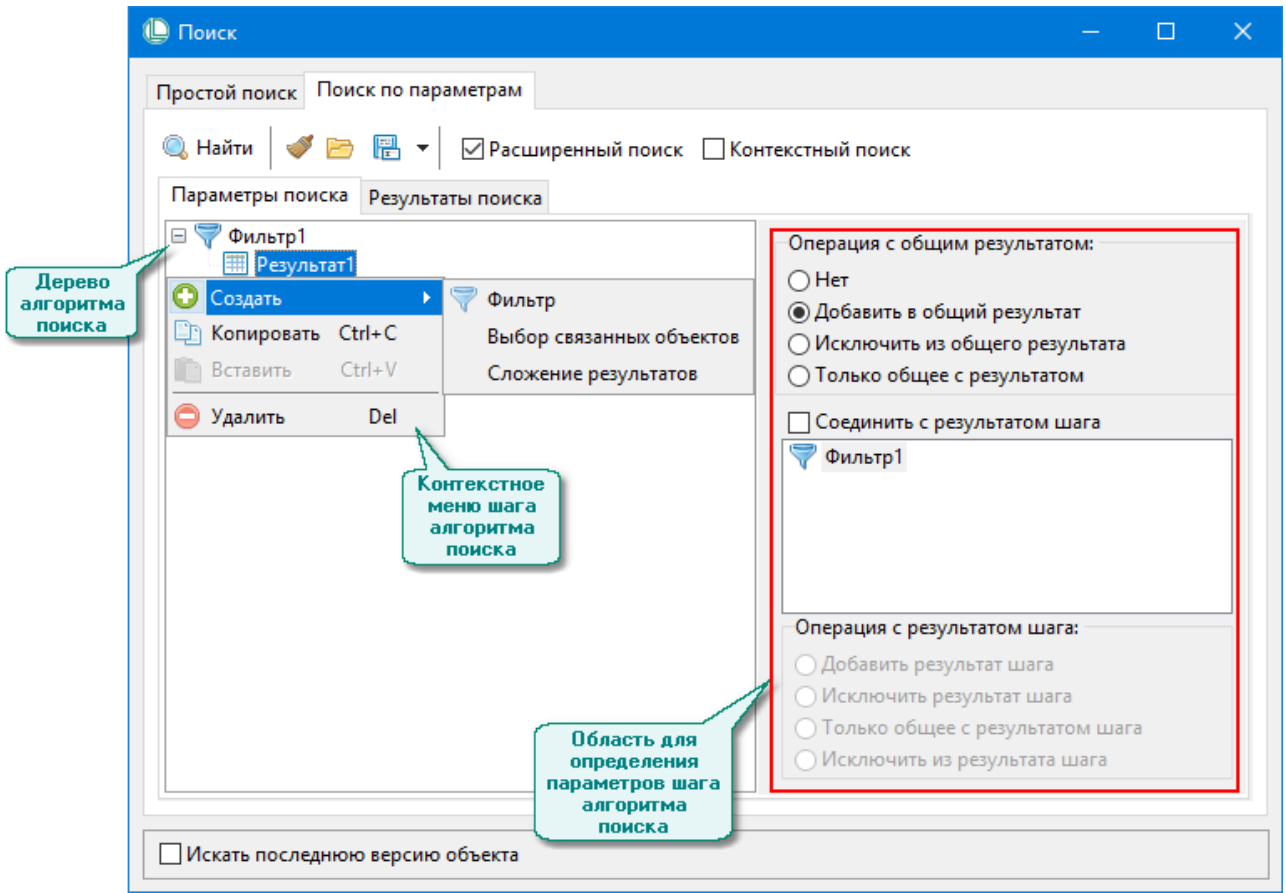 Поиск
Простой поиск
Поиск по параметрам
Найти
Расширенный поиск
Контекстный поиск
Параметры поиска
Результаты поиска
Фильтр1
Результат1
Дерево
алгоритма
поиска
Создать
Копировать Ctrl+C
Вставить Ctrl+V
Удалить Del
Фильтр
Выбор связанных объектов
Сложение результатов
Контекстное
меню шага
алгоритма
поиска
Операция с общим результатом:
Нет
Добавить в общий результат
Исключить из общего результата
Только общее с результатом
Соединить с результатом шага
Фильтр1
Операция с результатом шага:
Добавить результат шага
Исключить результат шага
Только общее с результатом шага
Исключить из результата шага
Область для
определения
параметров шага
алгоритма
поиска
Искать последнюю версию объекта